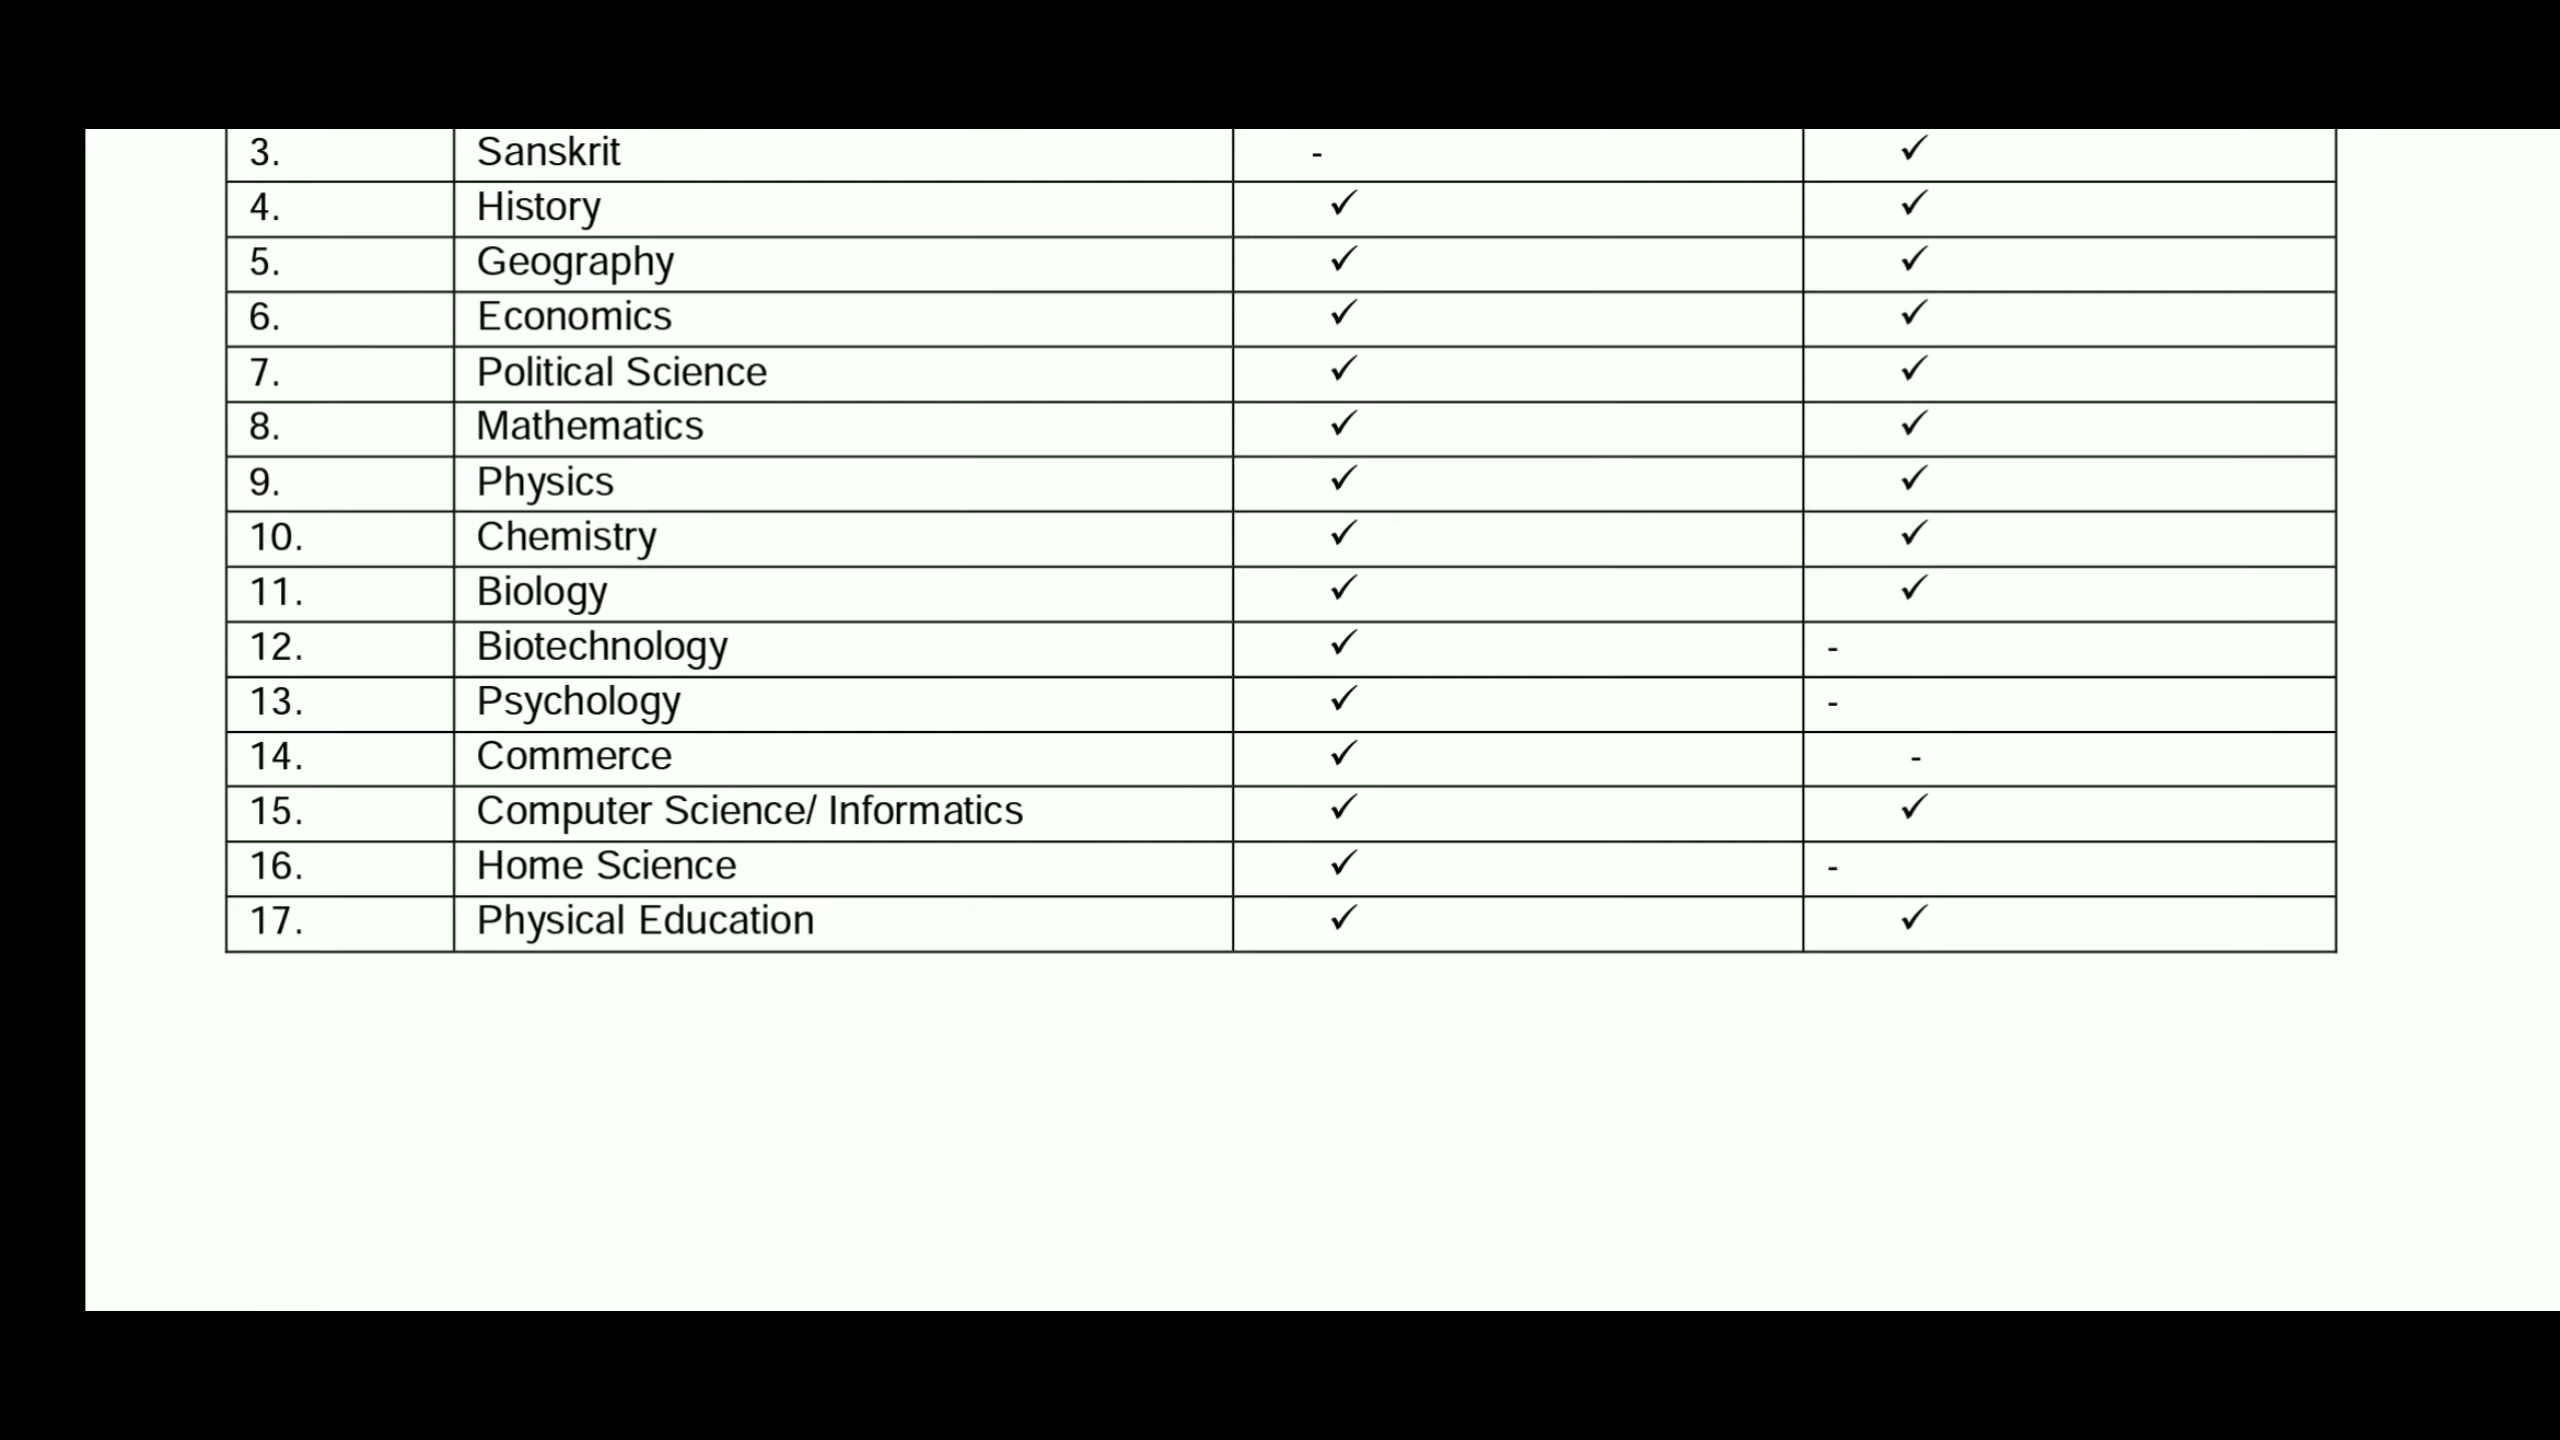 3. Sanskrit - ✓
4. History ✓ ✓
5. Geography ✓ ✓
6. Economics ✓ ✓
7. Political Science ✓ ✓
8. Mathematics ✓ ✓
9. Physics ✓ ✓
10. Chemistry ✓ ✓
11. Biology ✓ ✓
12. Biotechnology ✓ -
13. Psychology ✓ -
14. Commerce ✓ -
15. Computer Science/ Informatics ✓ ✓
16. Home Science ✓ -
17. Physical Education ✓ ✓